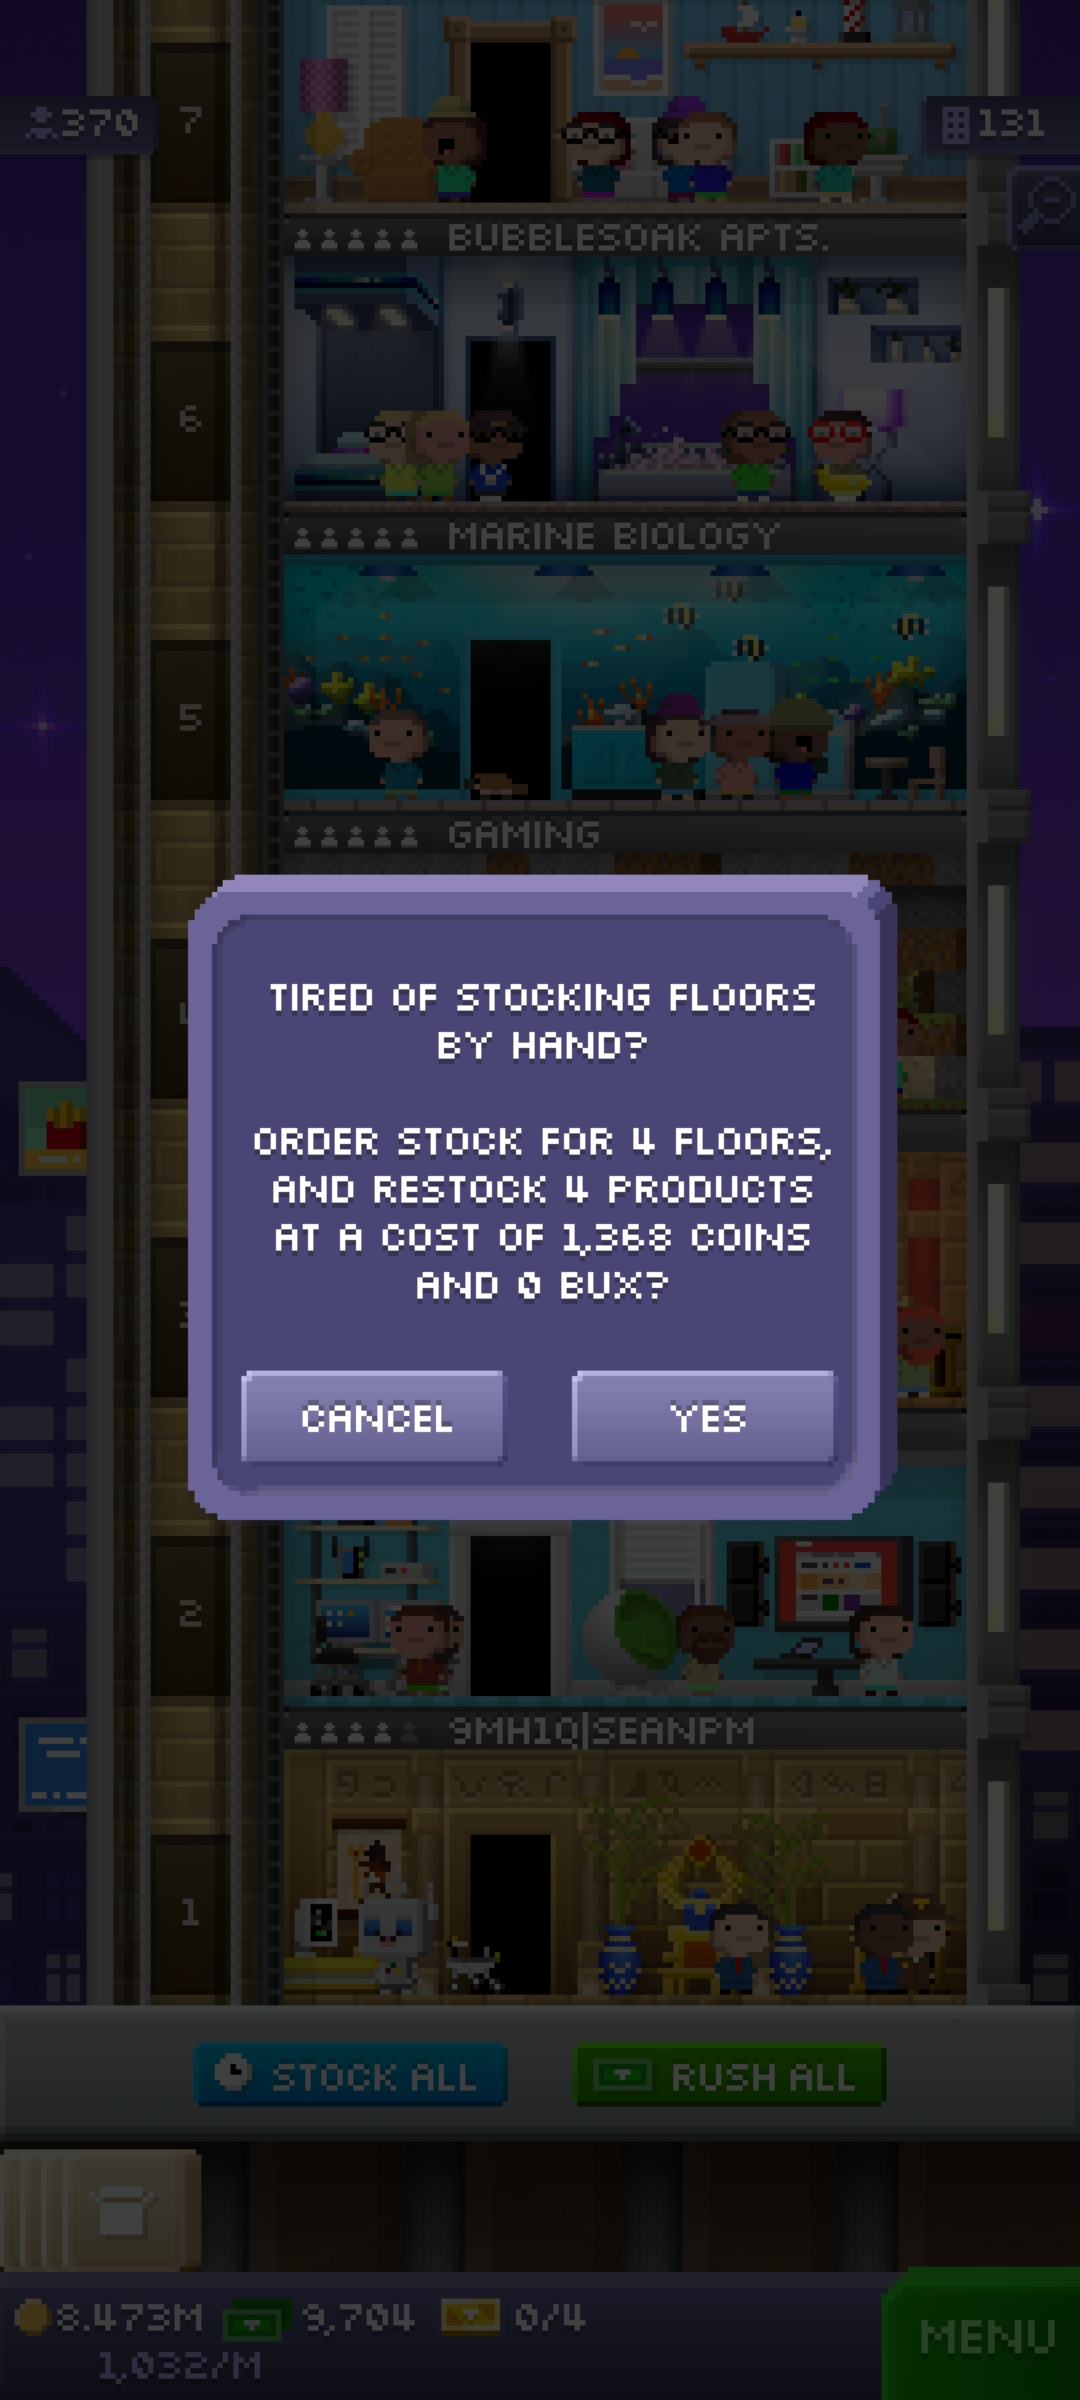 370
7
131
BUBBLESOAK APTS.
6
MARINE BIOLOGY
5
GAMING
TIRED OF STOCKING FLOORS
BY HAND?
ORDER STOCK FOR 4 FLOORS,
AND RESTOCK 4 PRODUCTS
AT A COST OF 1,368 COINS
AND 0 BUX?
CANCEL
YES
2
9MH1Q|SEANPM
1
STOCK ALL
RUSH ALL
8.473M
9,704
0/4
1,032/M
MENU